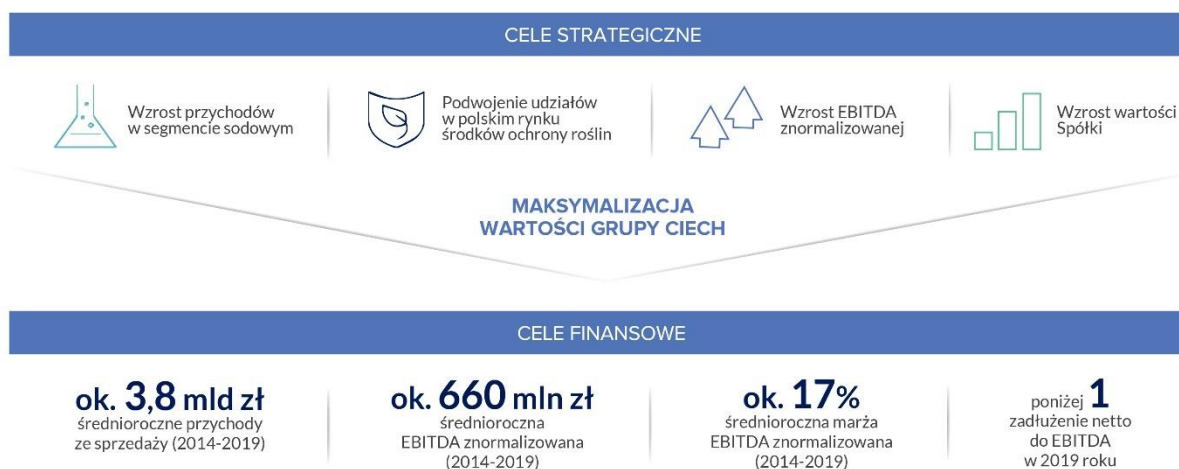 CELE STRATEGICZNE
Wzrost przychodów
w segmencie sodowym
Podwojenie udziałów
w polskim rynku
środków ochrony roślin
Wzrost EBITDA
znormalizowanej
Wzrost wartości
Spółki
MAKSYMALIZACJA
WARTOŚCI GRUPY CIECH
CELE FINANSOWE
ok. 3,8 mld zł
średnioroczne przychody
ze sprzedaży (2014-2019)
ok. 660 mln zł
średnioroczna
EBITDA znormalizowana
(2014-2019)
ok. 17%
średnioroczna marża
EBITDA znormalizowana
(2014-2019)
poniżej 1
zadłużenie netto
do EBITDA
w 2019 roku